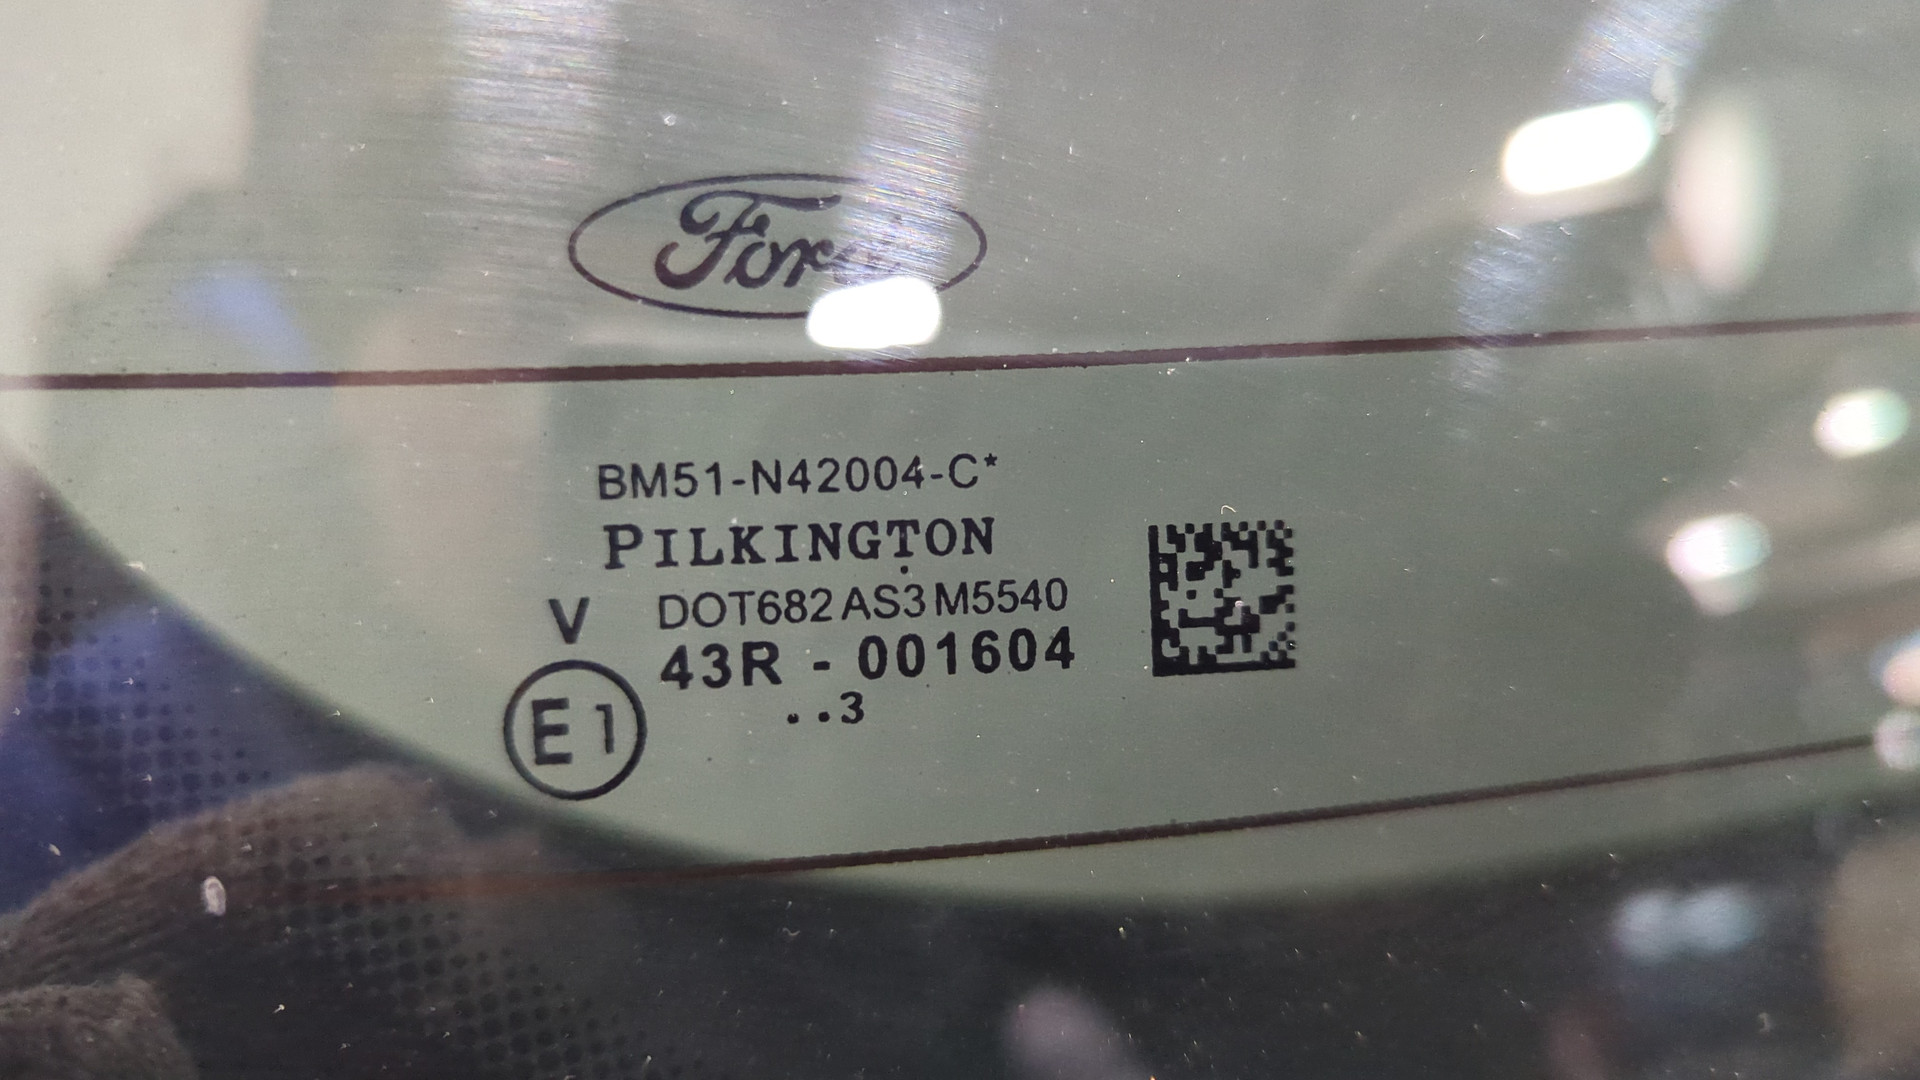 Ford
BM51-N42004-C*
PILKINGTON
V DOT682 AS3 M5540
43R - 001604
E1 ..3